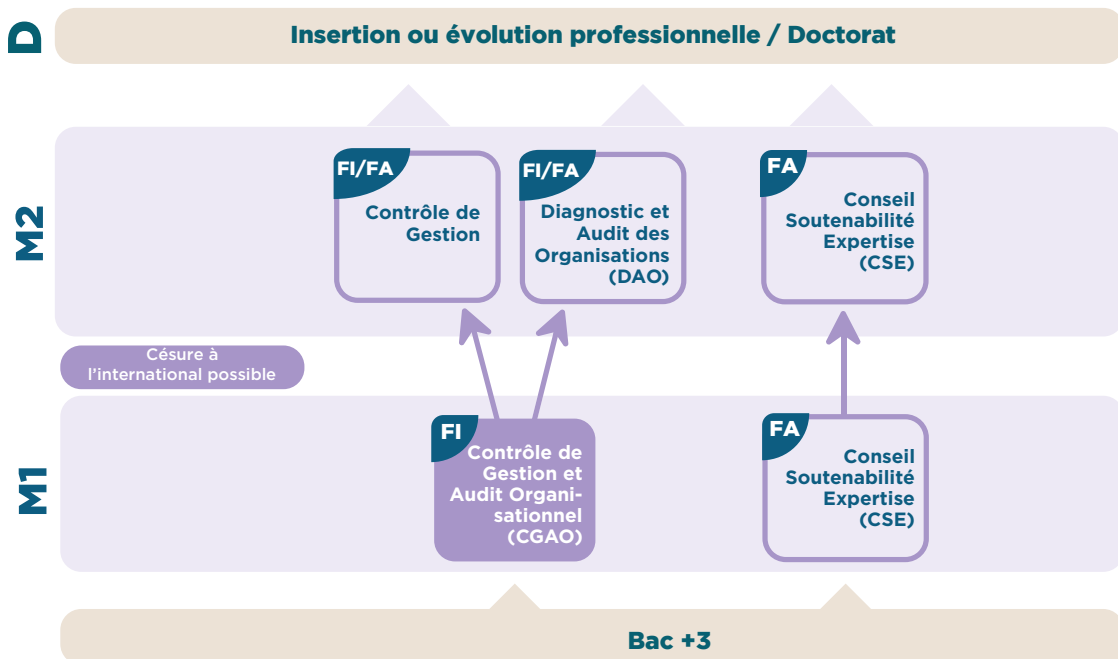 D
Insertion ou évolution professionnelle / Doctorat
M2
FI/FA
Contrôle de
Gestion
FI/FA
Diagnostic et
Audit des
Organisations
(DAO)
FA
Conseil
Soutenabilité
Expertise
(CSE)
Césure à
l'international possible
M1
FI
Contrôle de
Gestion et
Audit Organi-
sationnel
(CGAO)
FA
Conseil
Soutenabilité
Expertise
(CSE)
Bac +3